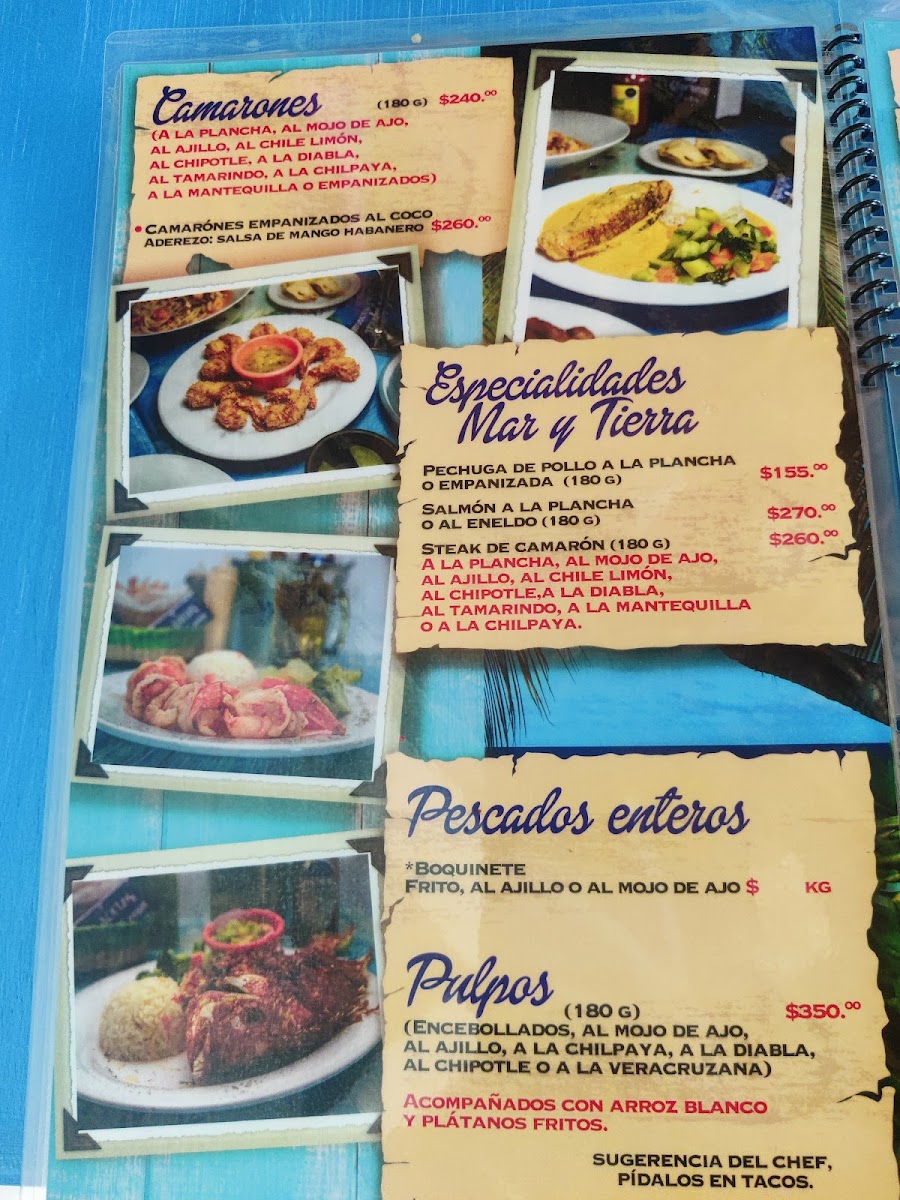 Camarones (180 G) $240.⁰⁰
(A LA PLANCHA, AL MOJO DE AJO,
AL AJILLO, AL CHILE LIMÓN,
AL CHIPOTLE, A LA DIABLA,
AL TAMARINDO, A LA CHILPAYA,
A LA MANTEQUILLA O EMPANIZADOS)
• CAMARÓNES EMPANIZADOS AL COCO
ADEREZO: SALSA DE MANGO HABANERO $260.⁰⁰
Especialidades
Mar y Tierra
PECHUGA DE POLLO A LA PLANCHA
O EMPANIZADA (180 G) $155.⁰⁰
SALMÓN A LA PLANCHA
O AL ENELDO (180 G) $270.⁰⁰
STEAK DE CAMARÓN (180 G) $260.⁰⁰
A LA PLANCHA, AL MOJO DE AJO,
AL AJILLO, AL CHILE LIMÓN,
AL CHIPOTLE,A LA DIABLA,
AL TAMARINDO, A LA MANTEQUILLA
O A LA CHILPAYA.
Pescados enteros
*BOQUINETE
FRITO, AL AJILLO O AL MOJO DE AJO $ KG
Pulpos
(180 G) $350.⁰⁰
(ENCEBOLLADOS, AL MOJO DE AJO,
AL AJILLO, A LA CHILPAYA, A LA DIABLA,
AL CHIPOTLE O A LA VERACRUZANA)
ACOMPAÑADOS CON ARROZ BLANCO
Y PLÁTANOS FRITOS.
SUGERENCIA DEL CHEF,
PÍDALOS EN TACOS.